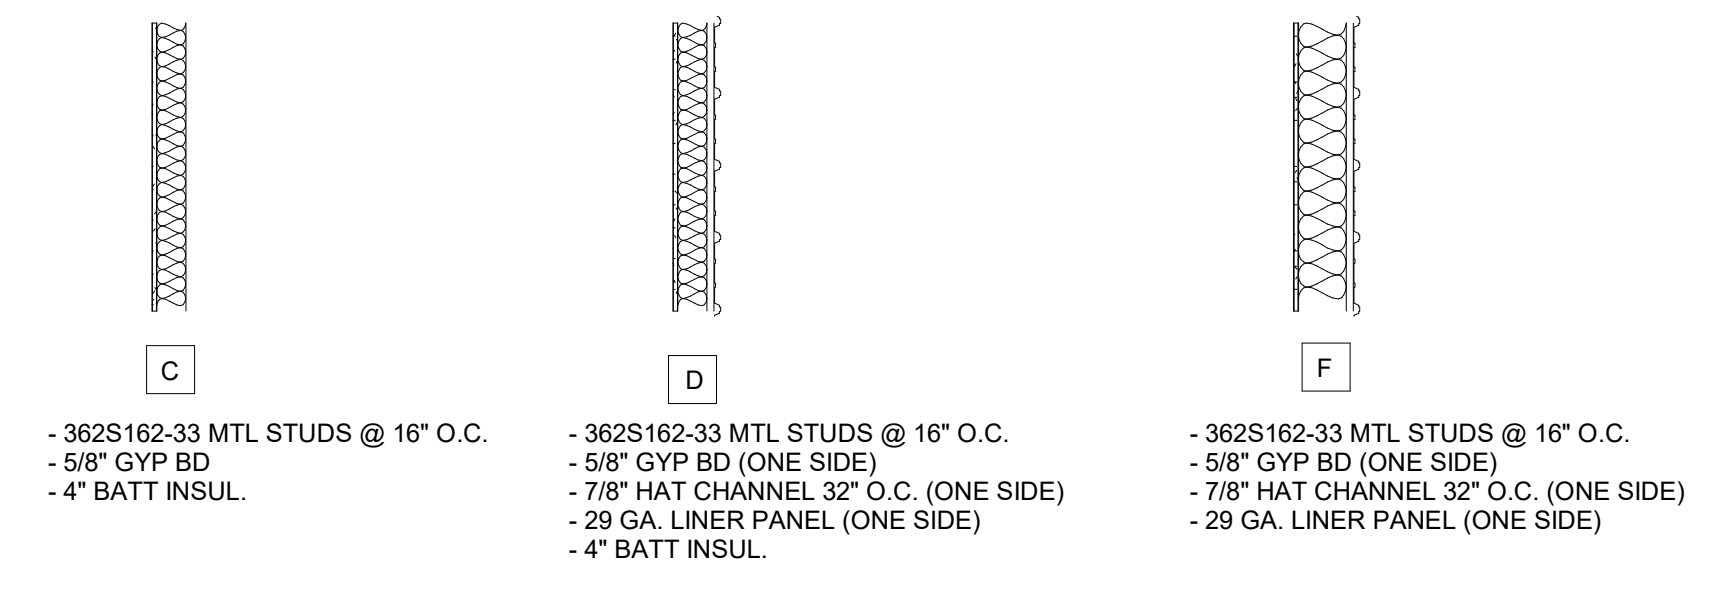 C
- 362S162-33 MTL STUDS @ 16" O.C.
- 5/8" GYP BD
- 4" BATT INSUL.
D
- 362S162-33 MTL STUDS @ 16" O.C.
- 5/8" GYP BD (ONE SIDE)
- 7/8" HAT CHANNEL 32" O.C. (ONE SIDE)
- 29 GA. LINER PANEL (ONE SIDE)
- 4" BATT INSUL.
F
- 362S162-33 MTL STUDS @ 16" O.C.
- 5/8" GYP BD (ONE SIDE)
- 7/8" HAT CHANNEL 32" O.C. (ONE SIDE)
- 29 GA. LINER PANEL (ONE SIDE)